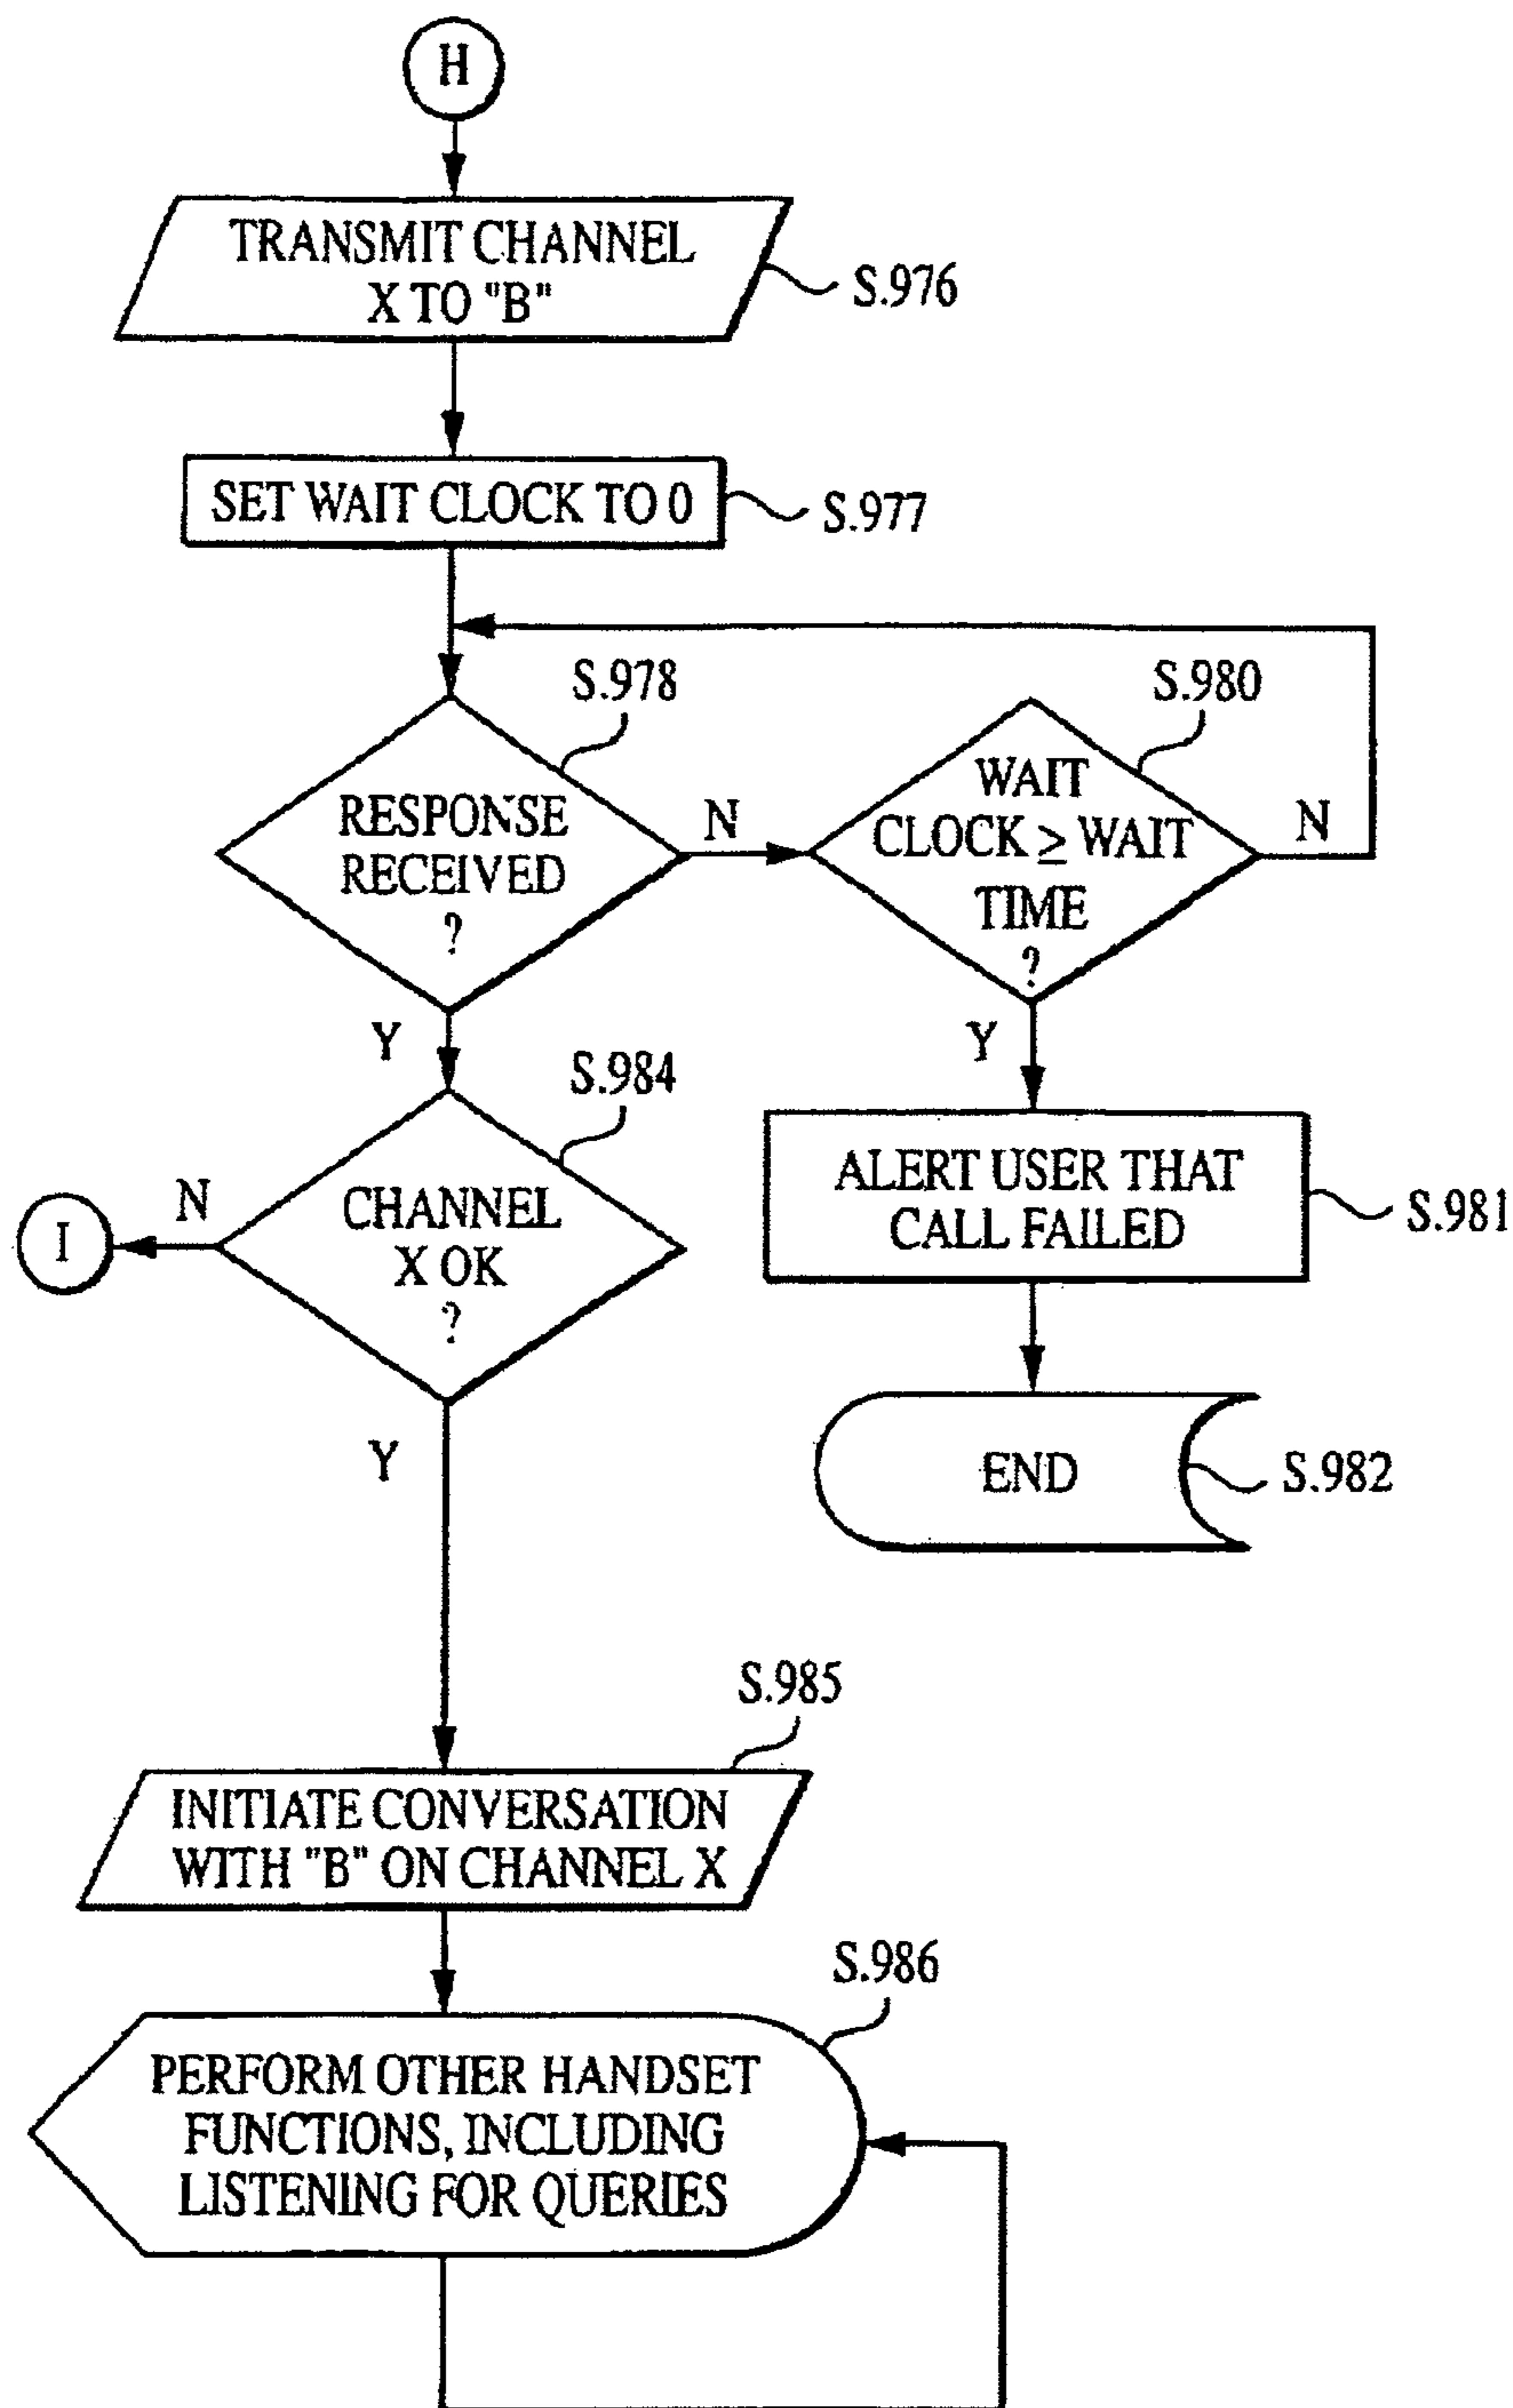 H
TRANSMIT CHANNEL
X TO "B"
S.976
SET WAIT CLOCK TO 0
S.977
S.978
RESPONSE
RECEIVED
?
N
Y
S.980
WAIT
CLOCK ≥ WAIT
TIME
?
N
Y
S.984
CHANNEL
X OK
?
N
I
Y
ALERT USER THAT
CALL FAILED
S.981
END
S.982
S.985
INITIATE CONVERSATION
WITH "B" ON CHANNEL X
S.986
PERFORM OTHER HANDSET
FUNCTIONS, INCLUDING
LISTENING FOR QUERIES